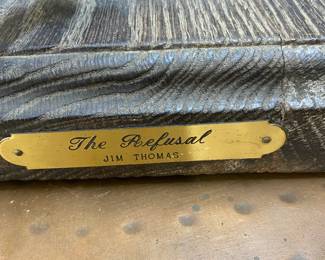 The Refusal
JIM THOMAS